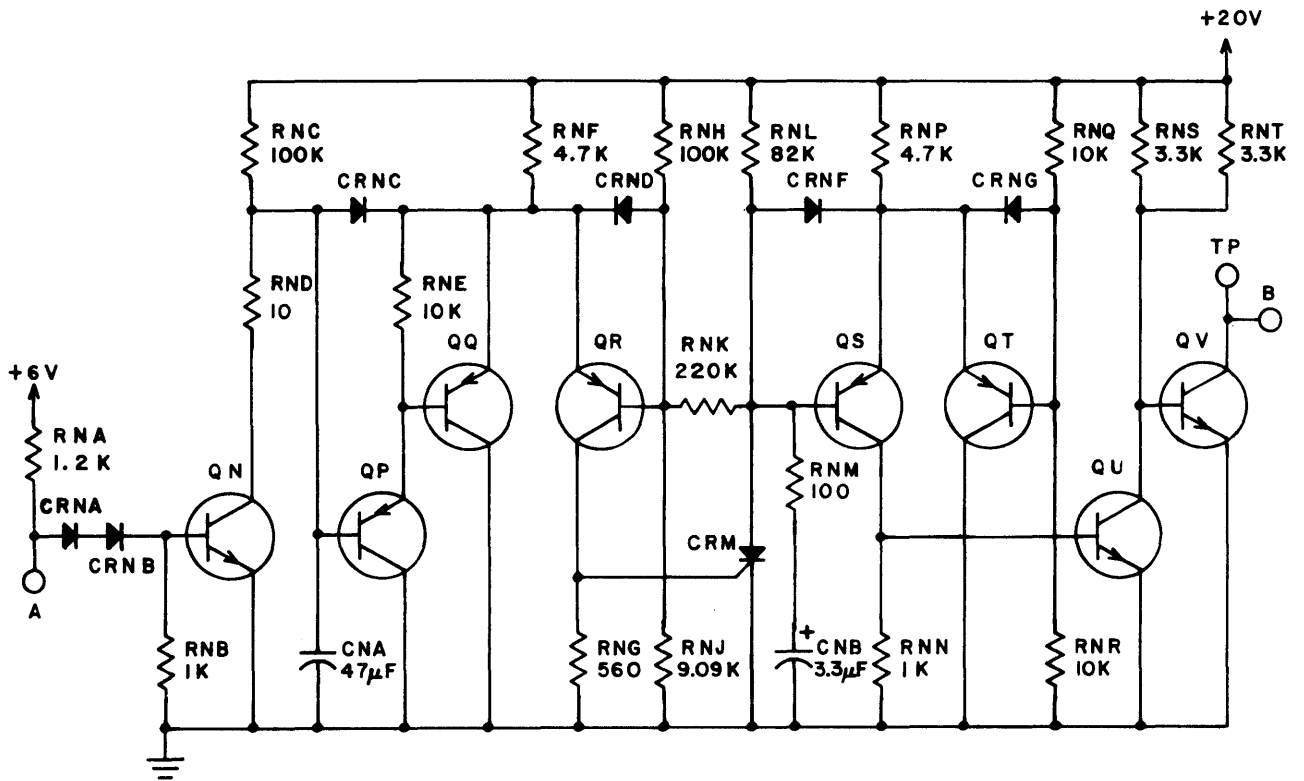 +20V
RNC
100K
RNF
4.7K
RNH
100K
RNL
82K
RNP
4.7K
RNQ
10K
RNS
3.3K
RNT
3.3K
CRNC
CRND
CRNF
CRNG
RND
10
RNE
10K
TP
B
QQ
QR
RNK
220K
QS
QT
QV
+6V
RNA
1.2K
QN
QP
RNM
100
QU
CRNA
CRNB
CRM
A
RNB
1K
CNA
47μF
RNG
560
RNJ
9.09K
+
CNB
3.3μF
RNN
1K
RNR
10K